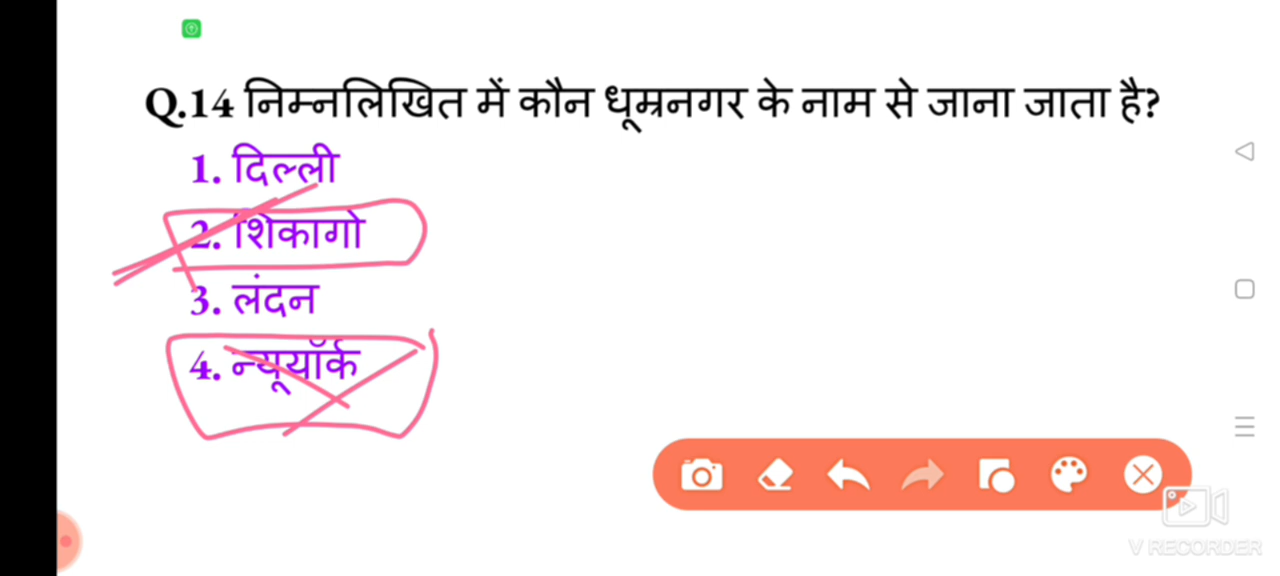 Q.14 निम्नलिखित में कौन धूम्रनगर के नाम से जाना जाता है?
1. दिल्ली
2. शिकागो
3. लंदन
4. न्यूयॉर्क
V RECORDER